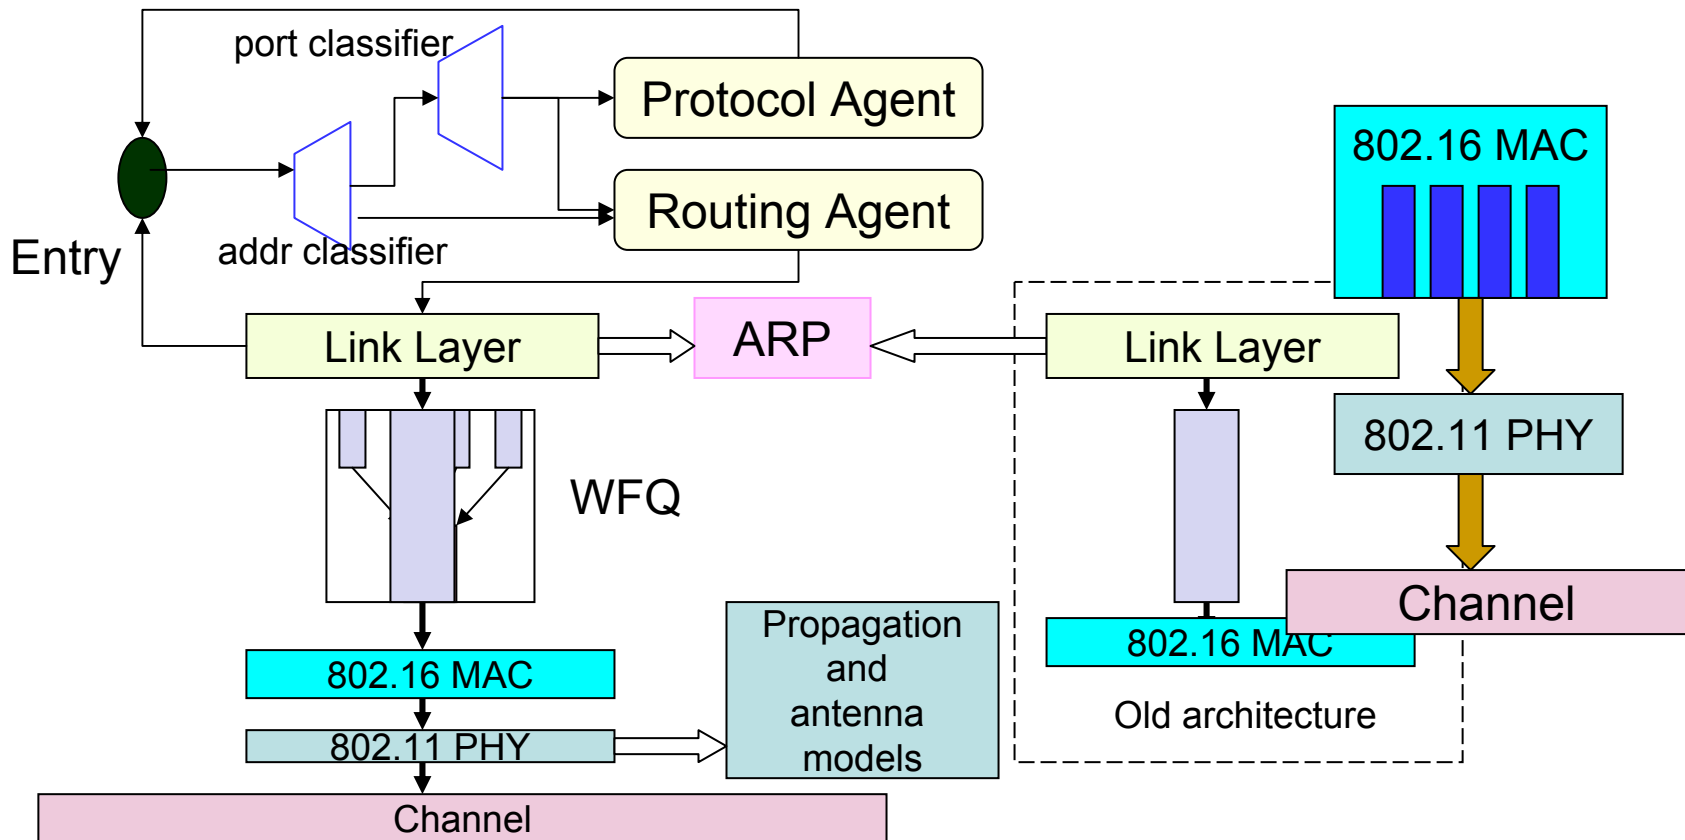 port classifier
Protocol Agent
802.16 MAC
Routing Agent
addr classifier
Entry
Link Layer
ARP
Link Layer
802.11 PHY
WFQ
Channel
Propagation
and
antenna
models
802.16 MAC
802.16 MAC
Old architecture
802.11 PHY
Channel